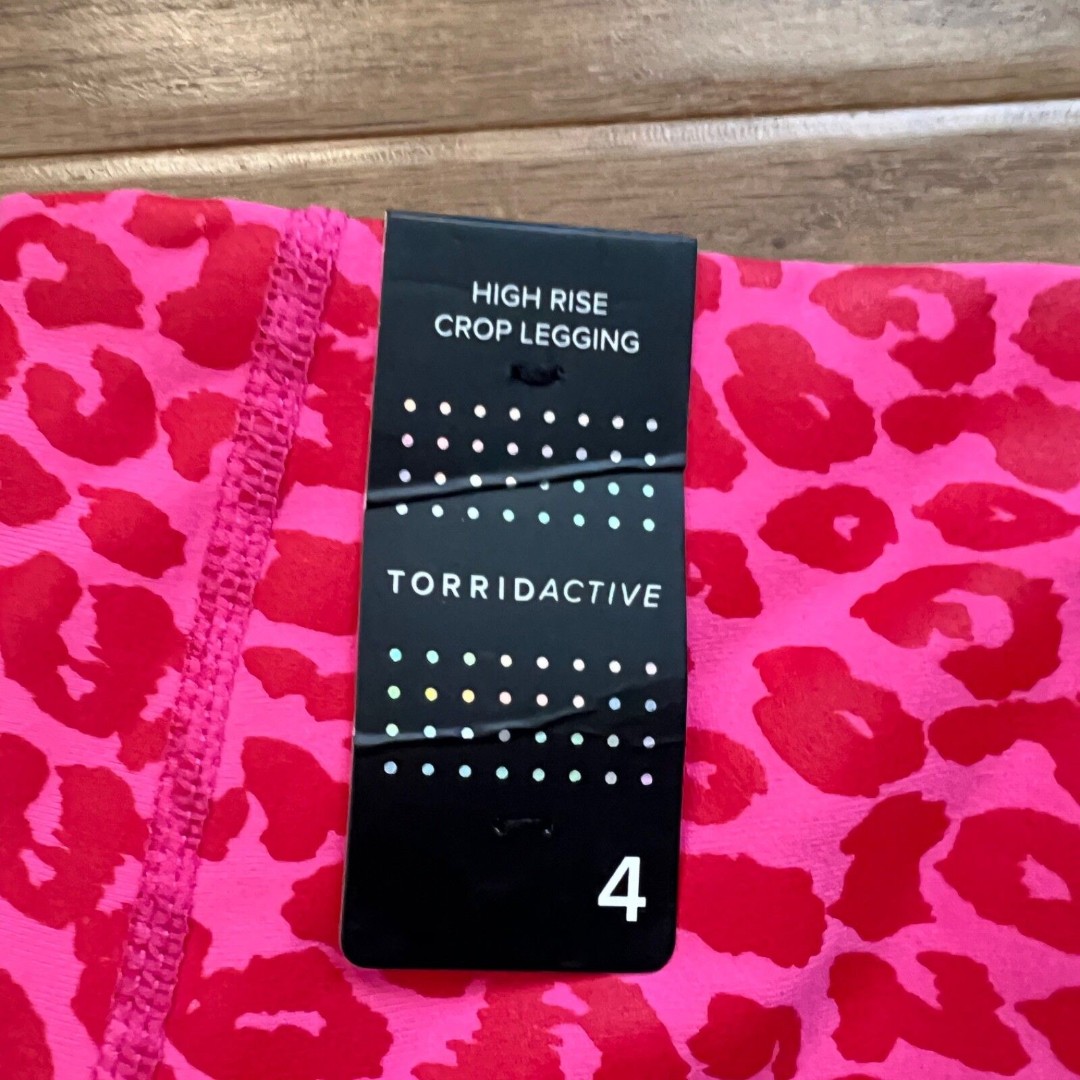 HIGH RISE
CROP LEGGING
TORRIDACTIVE
4